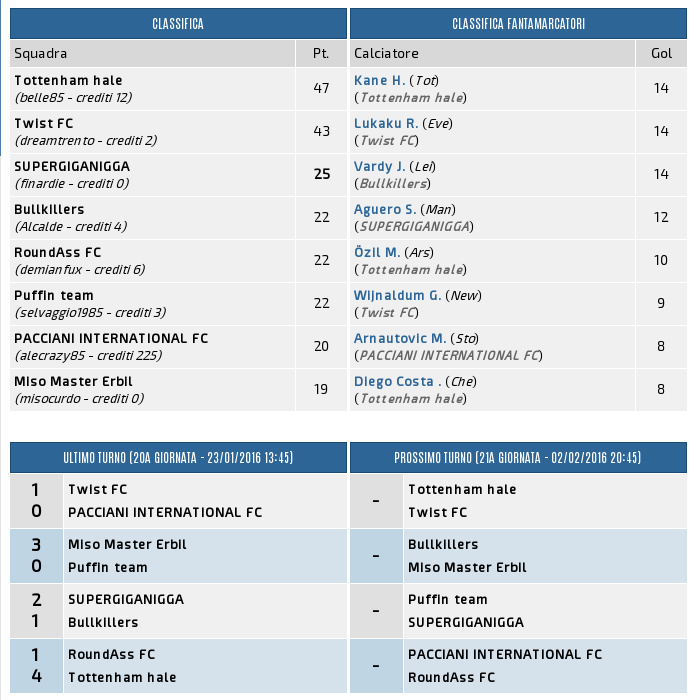 CLASSIFICA
Squadra Pt.
Tottenham hale 47
(belle85 - crediti 12)
Twist FC 43
(dreamtrento - crediti 2)
SUPERGIGANIGGA 25
(finardie - crediti 0)
Bullkillers 22
(Alcalde - crediti 4)
RoundAss FC 22
(demianfux - crediti 6)
Puffin team 22
(selvaggio1985 - crediti 3)
PACCIANI INTERNATIONAL FC 20
(alecrazy85 - crediti 225)
Miso Master Erbil 19
(misocurdo - crediti 0)
CLASSIFICA FANTAMARCATORI
Calciatore Gol
Kane H. (Tot) 14
(Tottenham hale)
Lukaku R. (Eve) 14
(Twist FC)
Vardy J. (Lei) 14
(Bullkillers)
Aguero S. (Man) 12
(SUPERGIGANIGGA)
Özil M. (Ars) 10
(Tottenham hale)
Wijnaldum G. (New) 9
(Twist FC)
Arnautovic M. (Sto) 8
(PACCIANI INTERNATIONAL FC)
Diego Costa . (Che) 8
(Tottenham hale)
ULTIMO TURNO (20A GIORNATA - 23/01/2016 13:45)
1 Twist FC
0 PACCIANI INTERNATIONAL FC
3 Miso Master Erbil
0 Puffin team
2 SUPERGIGANIGGA
1 Bullkillers
1 RoundAss FC
4 Tottenham hale
PROSSIMO TURNO (21A GIORNATA - 02/02/2016 20:45)
Tottenham hale
-
Twist FC
Bullkillers
-
Miso Master Erbil
Puffin team
-
SUPERGIGANIGGA
PACCIANI INTERNATIONAL FC
-
RoundAss FC